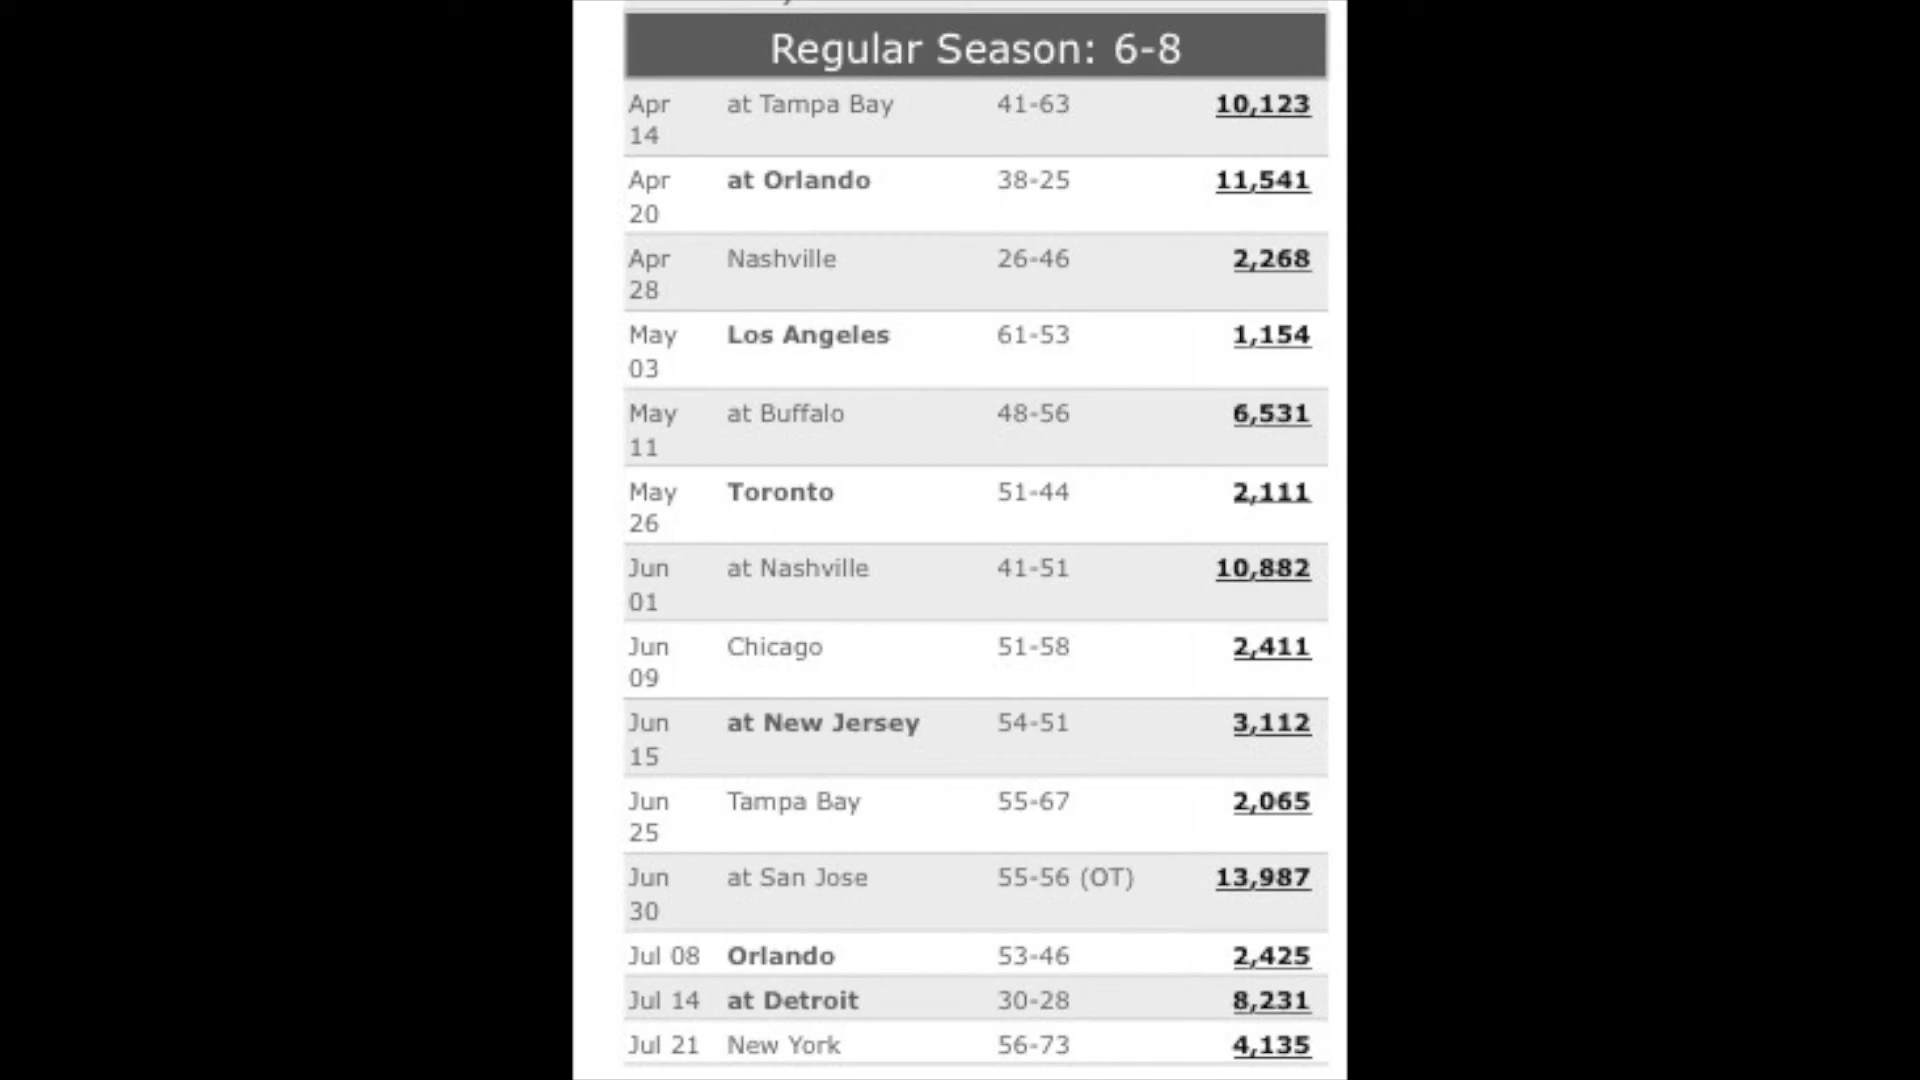 Regular Season: 6-8
Apr 14 at Tampa Bay 41-63 10,123
Apr 20 at Orlando 38-25 11,541
Apr 28 Nashville 26-46 2,268
May 03 Los Angeles 61-53 1,154
May 11 at Buffalo 48-56 6,531
May 26 Toronto 51-44 2,111
Jun 01 at Nashville 41-51 10,882
Jun 09 Chicago 51-58 2,411
Jun 15 at New Jersey 54-51 3,112
Jun 25 Tampa Bay 55-67 2,065
Jun 30 at San Jose 55-56 (OT) 13,987
Jul 08 Orlando 53-46 2,425
Jul 14 at Detroit 30-28 8,231
Jul 21 New York 56-73 4,135